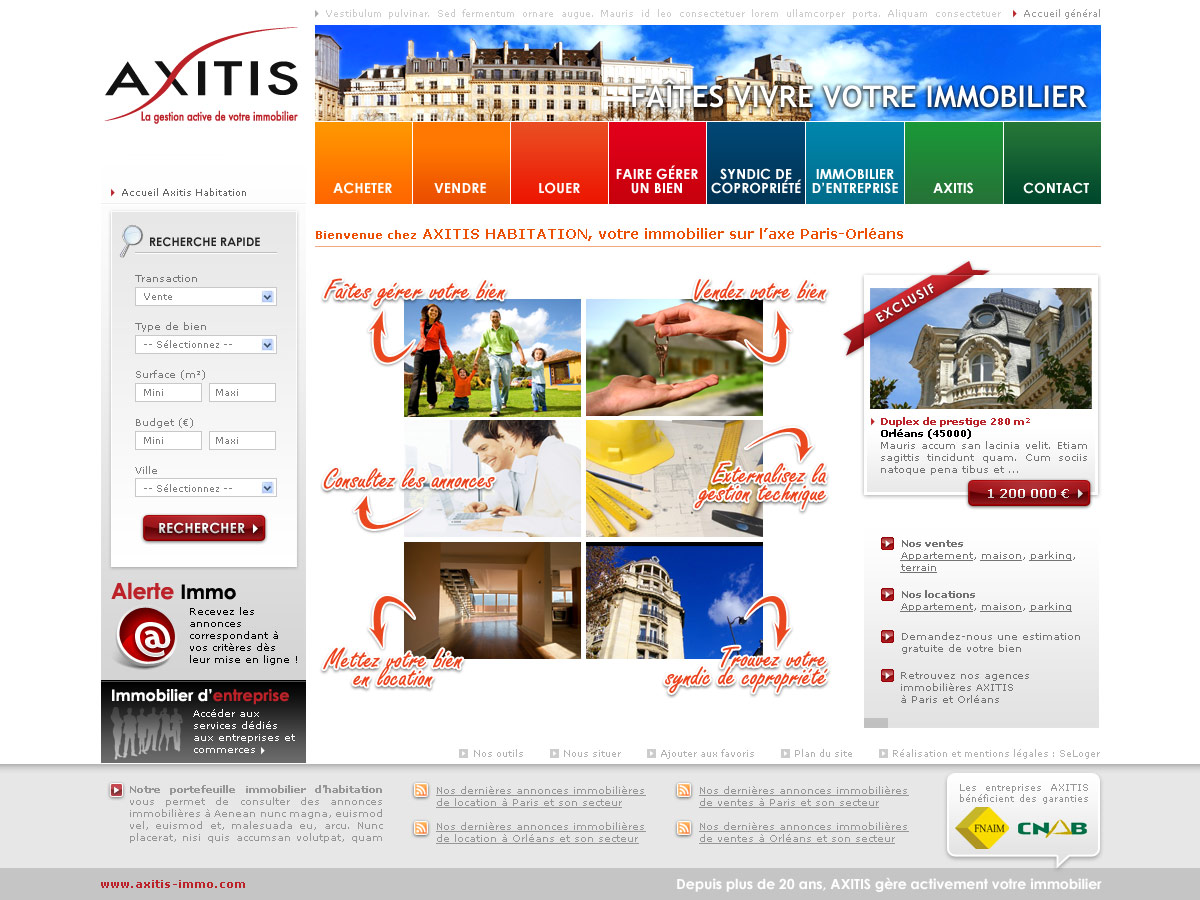 Vestibulum pulvinar. Sed fermentum ornare augue. Mauris id leo consectetuer lorem ullamcorper porta. Aliquam consectetuer
Accueil général
AXITIS
La gestion active de votre immobilier
FAITES VIVRE VOTRE IMMOBILIER
Accueil Axitis Habitation
ACHETER
VENDRE
LOUER
FAIRE GÉRER
UN BIEN
SYNDIC DE
COPROPRIÉTÉ
IMMOBILIER
D'ENTREPRISE
AXITIS
CONTACT
RECHERCHE RAPIDE
Transaction
Vente
Type de bien
-- Sélectionnez --
Surface (m²)
Mini
Maxi
Budget (€)
Mini
Maxi
Ville
-- Sélectionnez --
RECHERCHER
Alerte Immo
@
Recevez les
annonces
correspondant à
vos critères dès
leur mise en ligne !
Immobilier d'entreprise
Accéder aux
services dédiés
aux entreprises et
commerces
Bienvenue chez AXITIS HABITATION, votre immobilier sur l'axe Paris-Orléans
Faîtes gérer votre bien
Vendez votre bien
Consultez les annonces
Externalisez la
gestion technique
Mettez votre bien
en location
Trouvez votre
syndic de copropriété
EXCLUSIF
Duplex de prestige 280 m²
Orléans (45000)
Mauris accum san lacinia velit. Etiam
sagittis tincidunt quam. Cum sociis
natoque pena tibus et ...
1 200 000 €
Nos ventes
Appartement, maison, parking,
terrain
Nos locations
Appartement, maison, parking
Demandez-nous une estimation
gratuite de votre bien
Retrouvez nos agences
immobilières AXITIS
à Paris et Orléans
Nos outils
Nous situer
Ajouter aux favoris
Plan du site
Réalisation et mentions légales : SeLoger
Notre portefeuille immobilier d'habitation
vous permet de consulter des annonces
immobilières à Aenean nunc magna, euismod
vel, euismod et, malesuada eu, arcu. Nunc
placerat, nisi quis accumsan volutpat, quam
Nos dernières annonces immobilières
de location à Paris et son secteur
Nos dernières annonces immobilières
de location à Orléans et son secteur
Nos dernières annonces immobilières
de ventes à Paris et son secteur
Nos dernières annonces immobilières
de ventes à Orléans et son secteur
Les entreprises AXITIS
bénéficient des garanties
FNAIM
CNAB
www.axitis-immo.com
Depuis plus de 20 ans, AXITIS gère activement votre immobilier